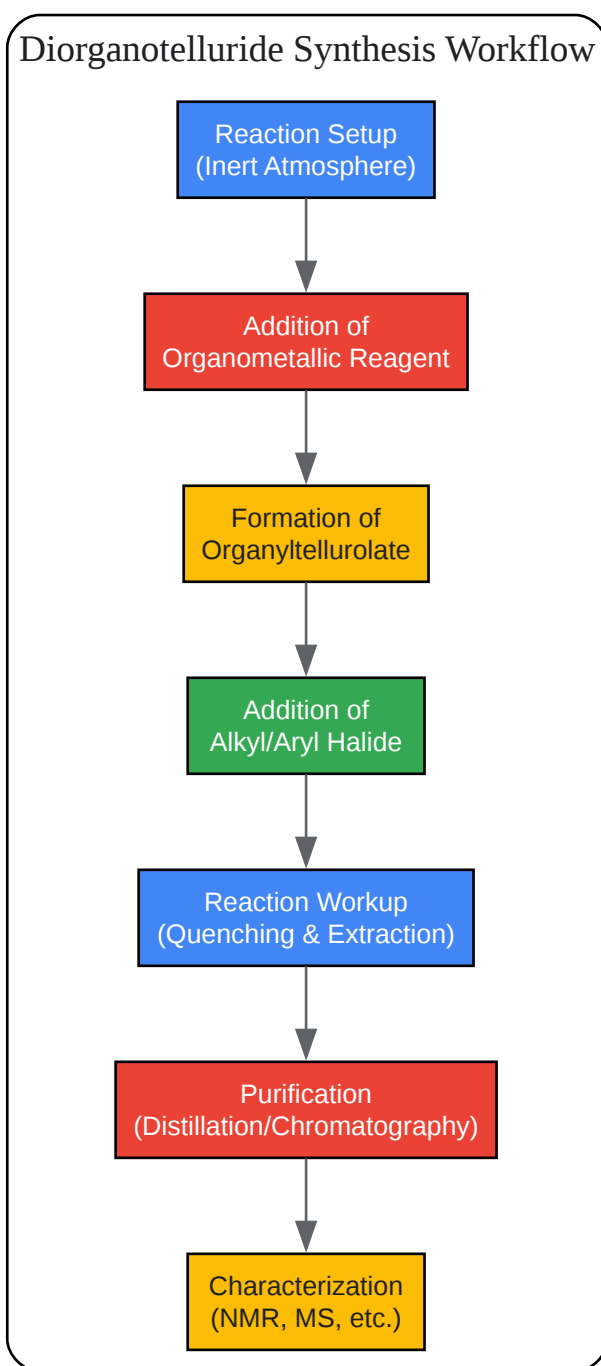 Diorganotelluride Synthesis Workflow
Reaction Setup
(Inert Atmosphere)
Addition of
Organometallic Reagent
Formation of
Organyltellurolate
Addition of
Alkyl/Aryl Halide
Reaction Workup
(Quenching & Extraction)
Purification
(Distillation/Chromatography)
Characterization
(NMR, MS, etc.)